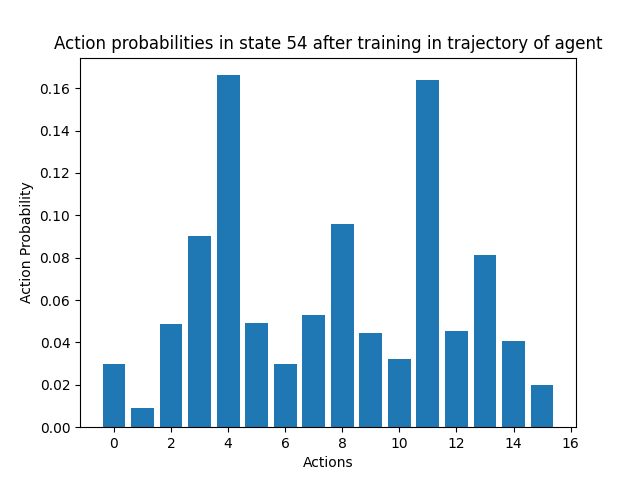 Action probabilities in state 54 after training in trajectory of agent
0.16
0.14
0.12
0.10
0.08
0.06
0.04
0.02
0.00
Action Probability
0 2 4 6 8 10 12 14 16
Actions